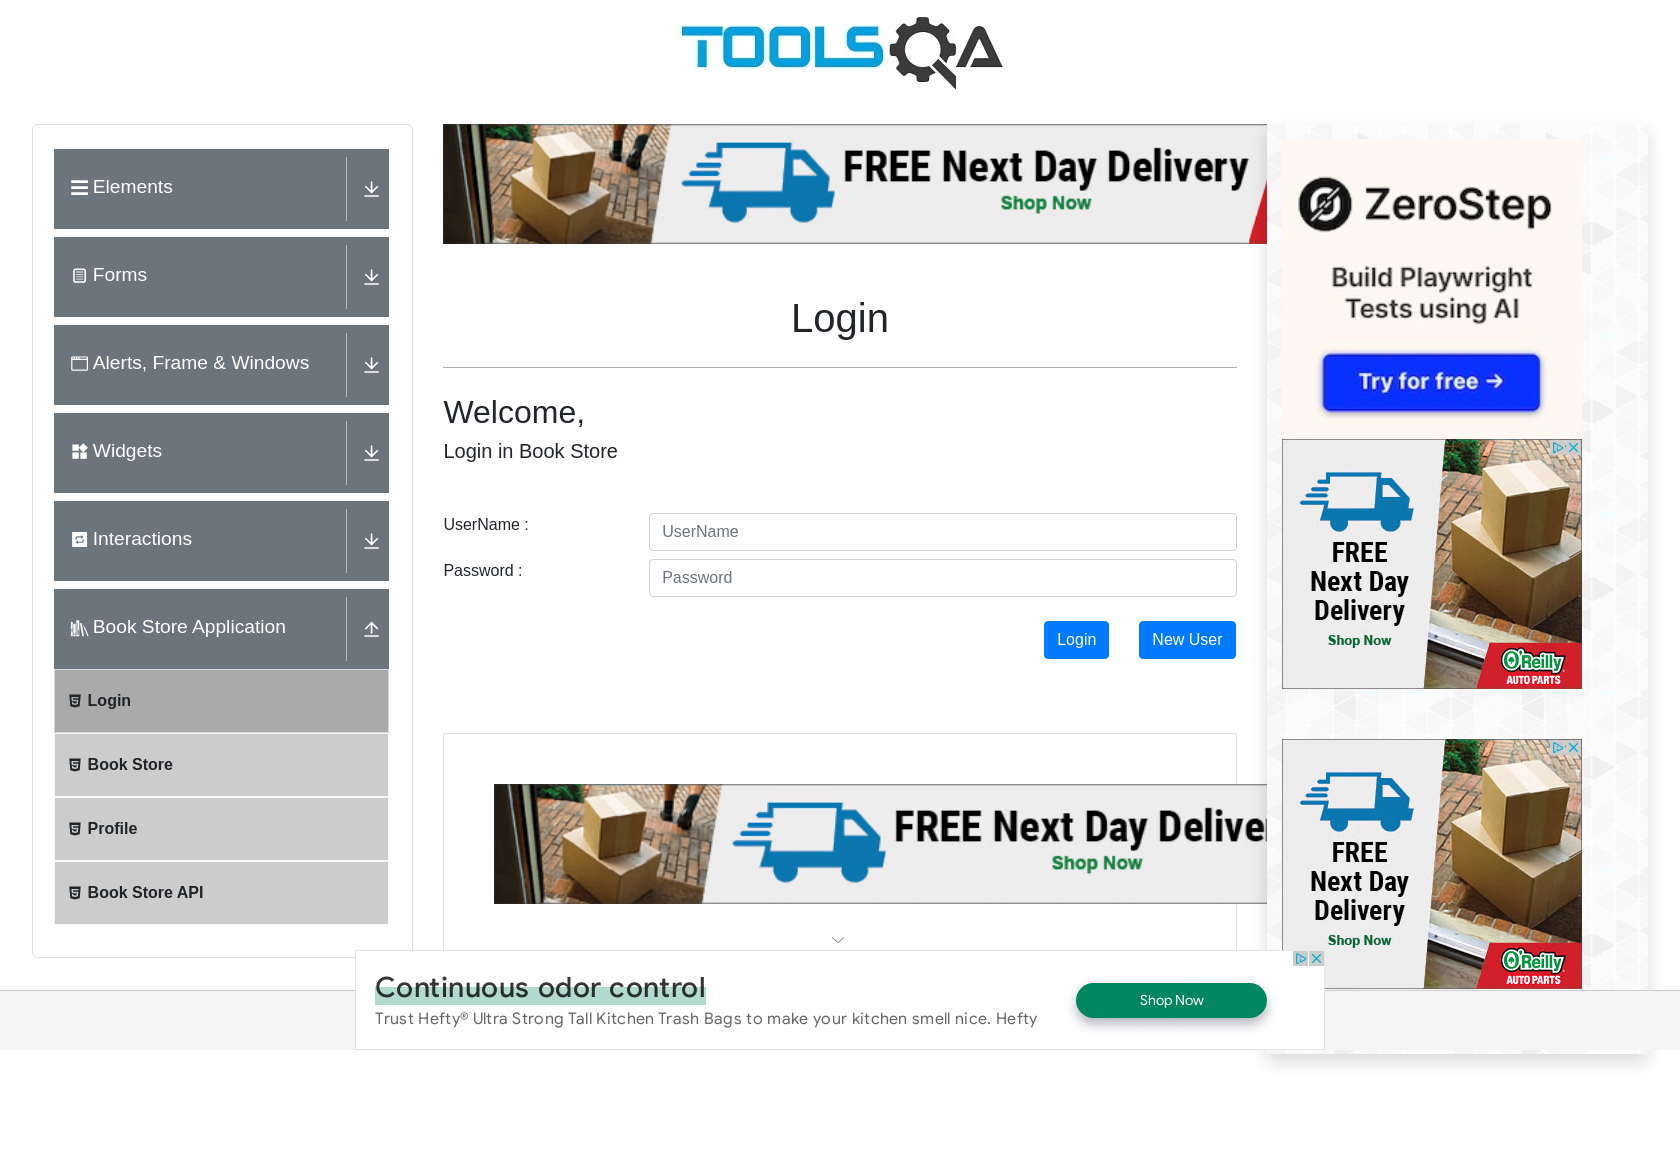 TOOLSQA
Elements
Forms
Alerts, Frame & Windows
Widgets
Interactions
Book Store Application
Login
Book Store
Profile
Book Store API
FREE Next Day Delivery
Shop Now
Login
Welcome,
Login in Book Store
UserName :
UserName
Password :
Password
Login
New User
FREE Next Day Deliver
Shop Now
ZeroStep
Build Playwright
Tests using AI
Try for free →
FREE
Next Day
Delivery
Shop Now
O'Reilly
AUTO PARTS
FREE
Next Day
Delivery
Shop Now
O'Reilly
AUTO PARTS
Continuous odor control
Trust Hefty® Ultra Strong Tall Kitchen Trash Bags to make your kitchen smell nice. Hefty
Shop Now